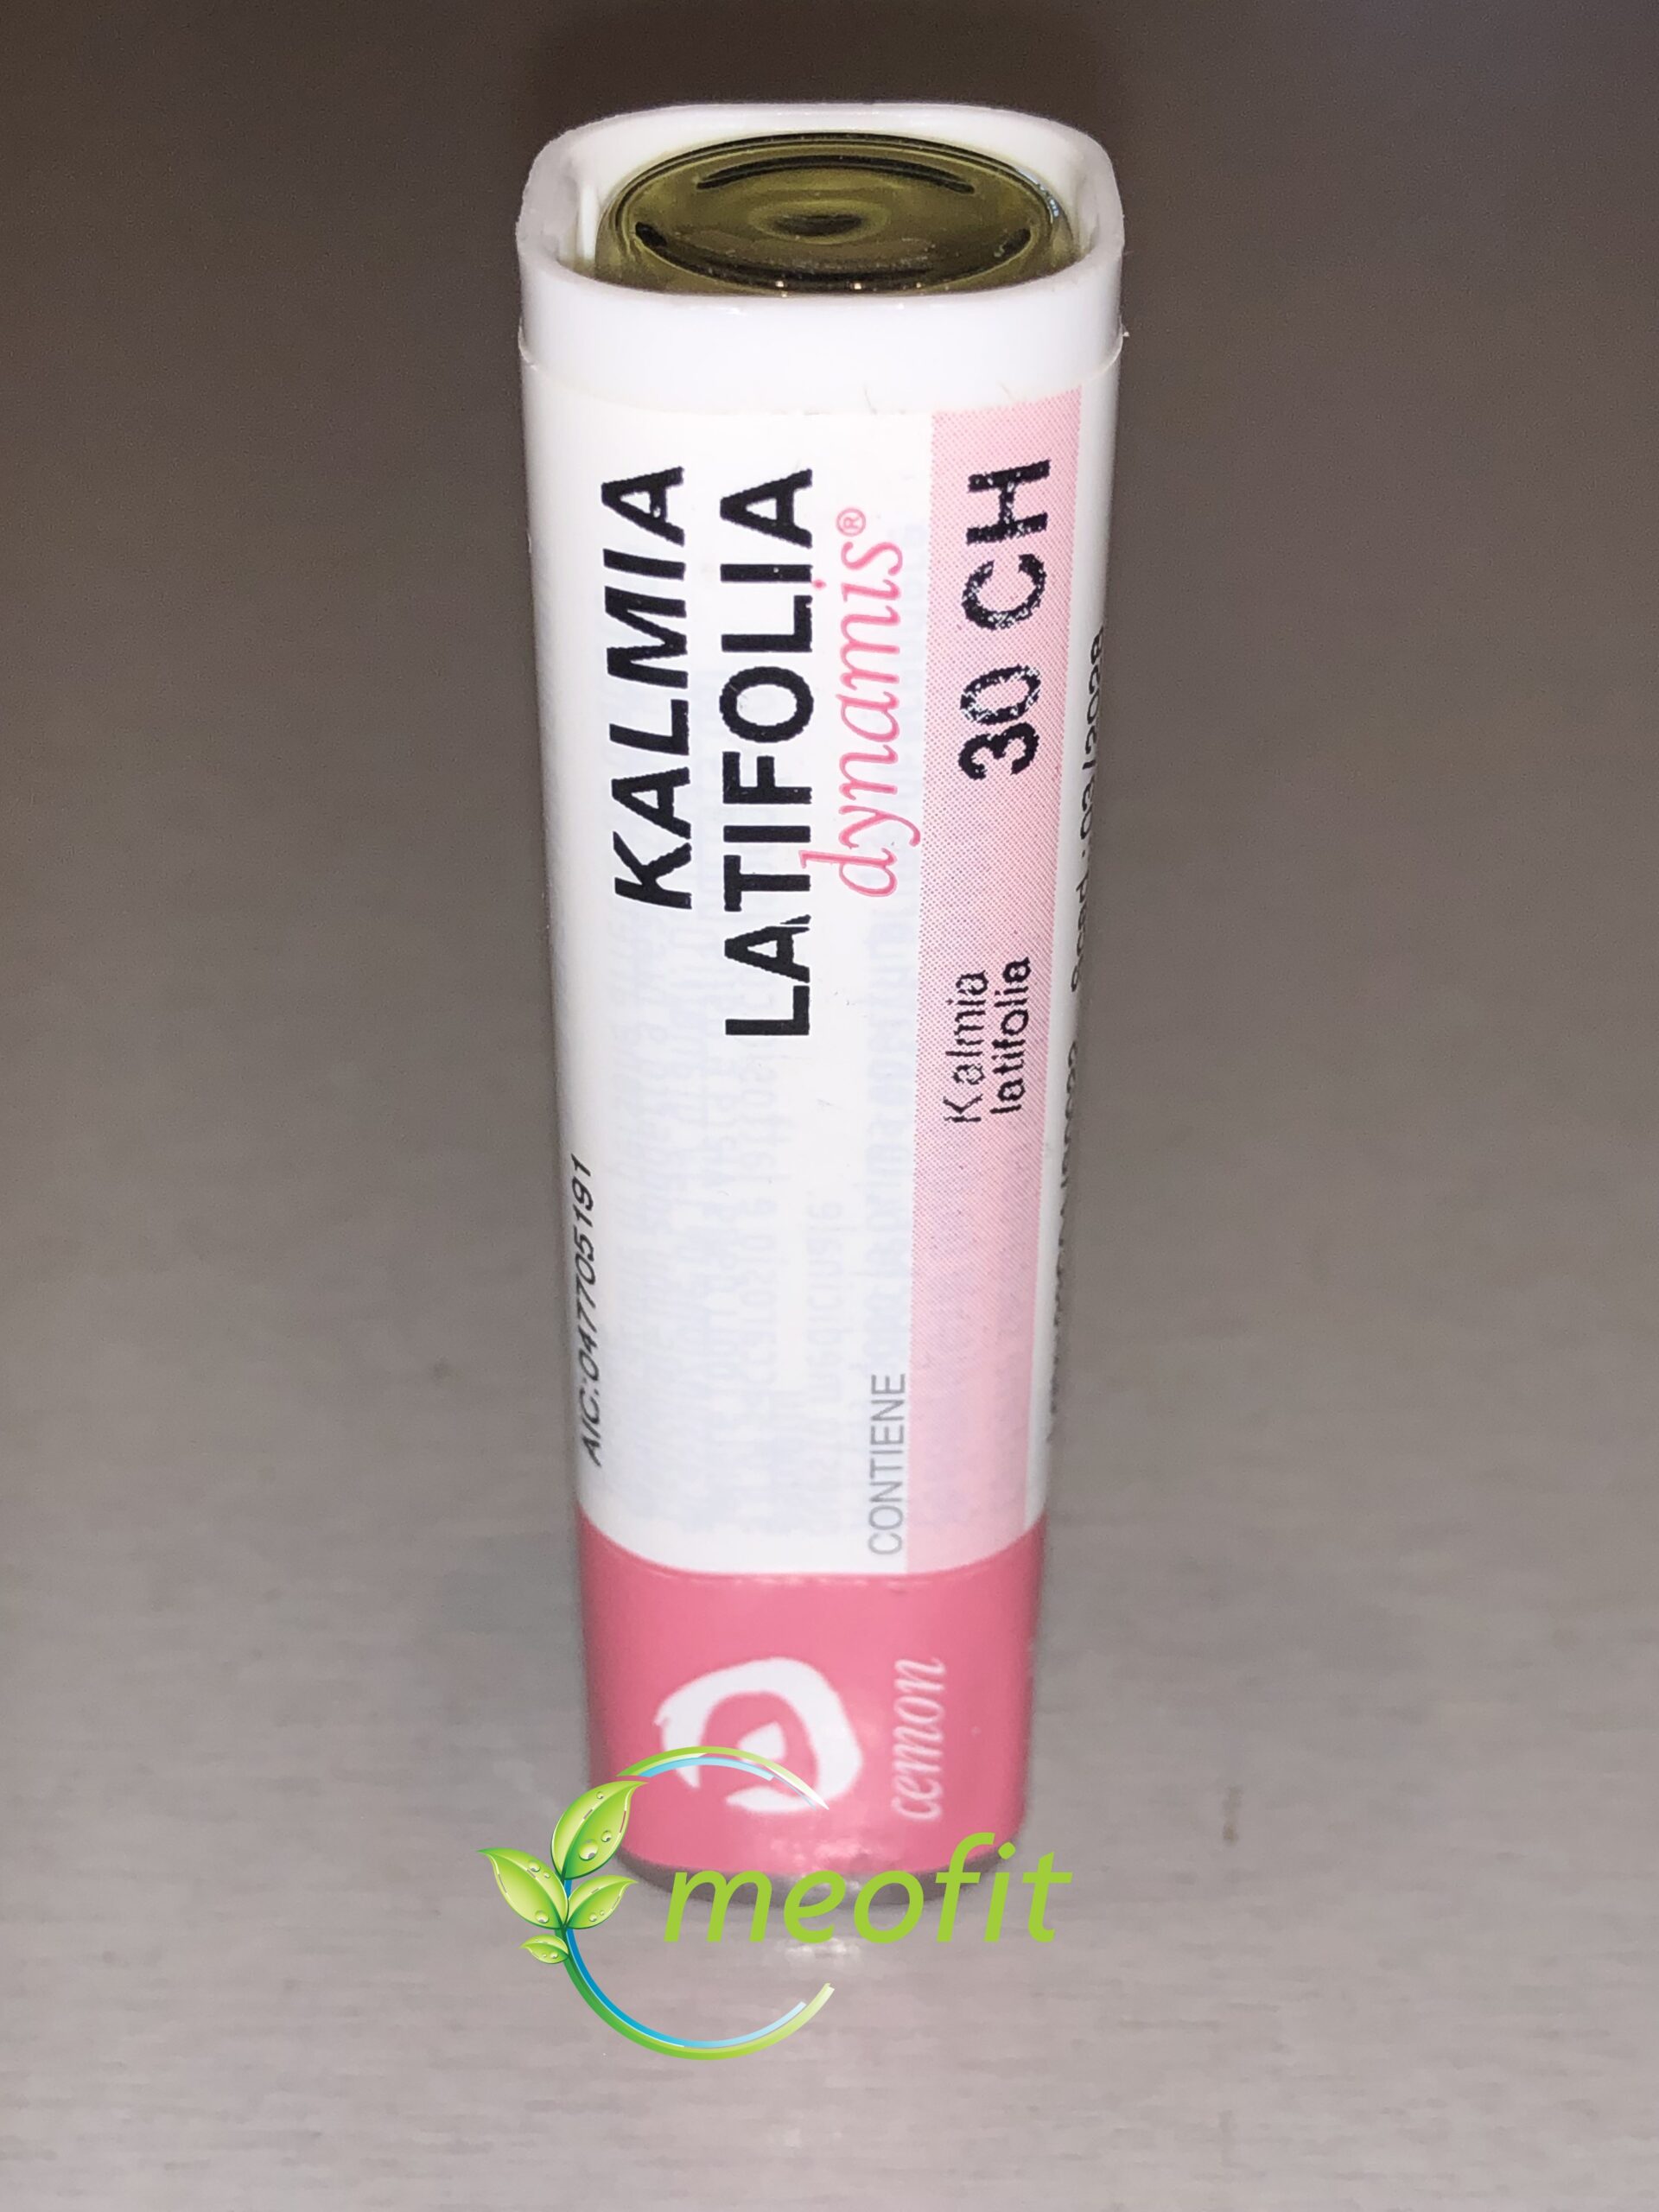 AIC:047705191
KALMIA
LATIFOLIA
dynamis®
CONTIENE
Kalmia
latifolia
30 CH
cemon
meofit